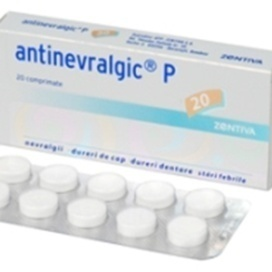 antinevralgic® P
20 comprimate
20
ZENTIVA
nevralgii - dureri de cap - dureri dentare - stări febrile